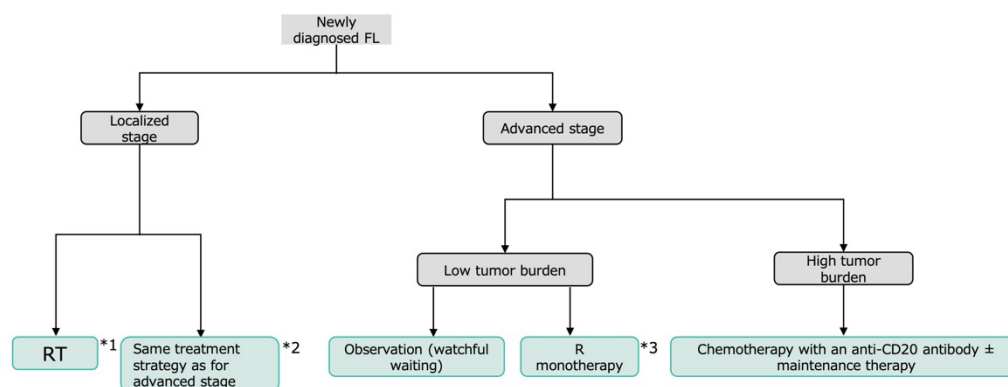 Newly
diagnosed FL
Localized
stage
Advanced stage
Low tumor burden
High tumor
burden
RT
*1
Same treatment
strategy as for
advanced stage
*2
Observation (watchful
waiting)
R
monotherapy
*3
Chemotherapy with an anti-CD20 antibody ±
maintenance therapy